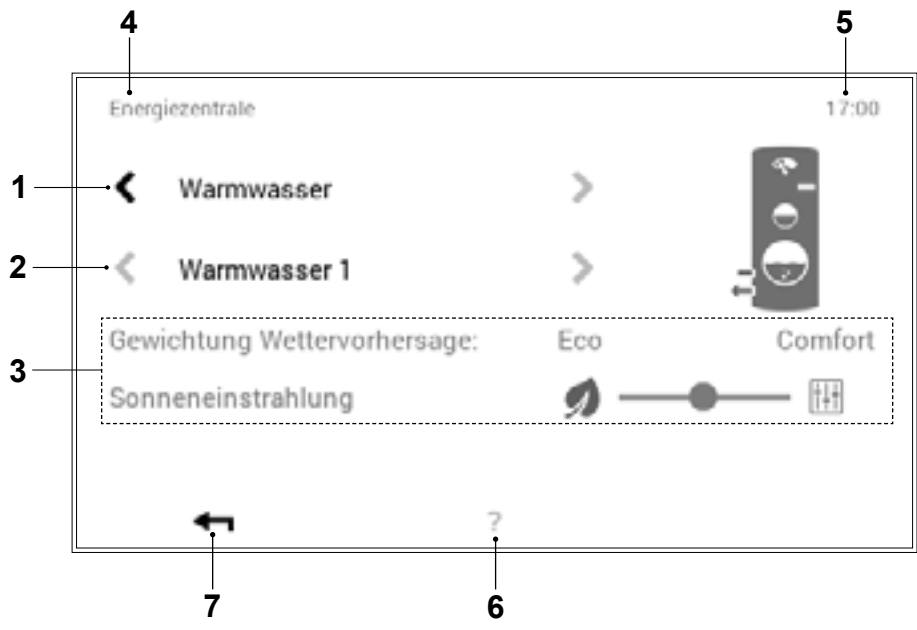 4 5
Energiezentrale 17:00
1 Warmwasser
2 Warmwasser 1
Gewichtung Wettervorhersage: Eco Comfort
3
Sonneneinstrahlung
?
7 6